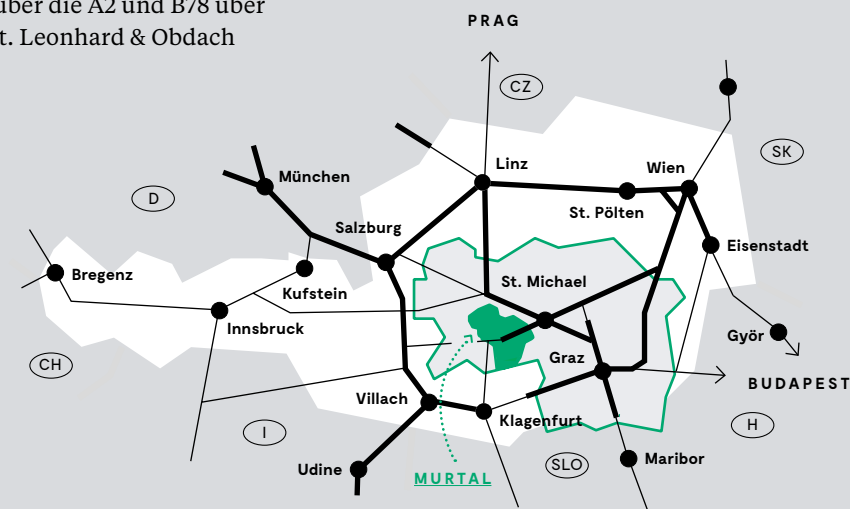 über die A2 und B78 über
t. Leonhard & Obdach
PRAG
CZ
SK
Linz
Wien
München
D
St. Pölten
Salzburg
Eisenstadt
Bregenz
St. Michael
Kufstein
Innsbruck
Györ
Graz
CH
BUDAPEST
Villach
Klagenfurt
H
I
Udine
SLO
Maribor
MURTAL